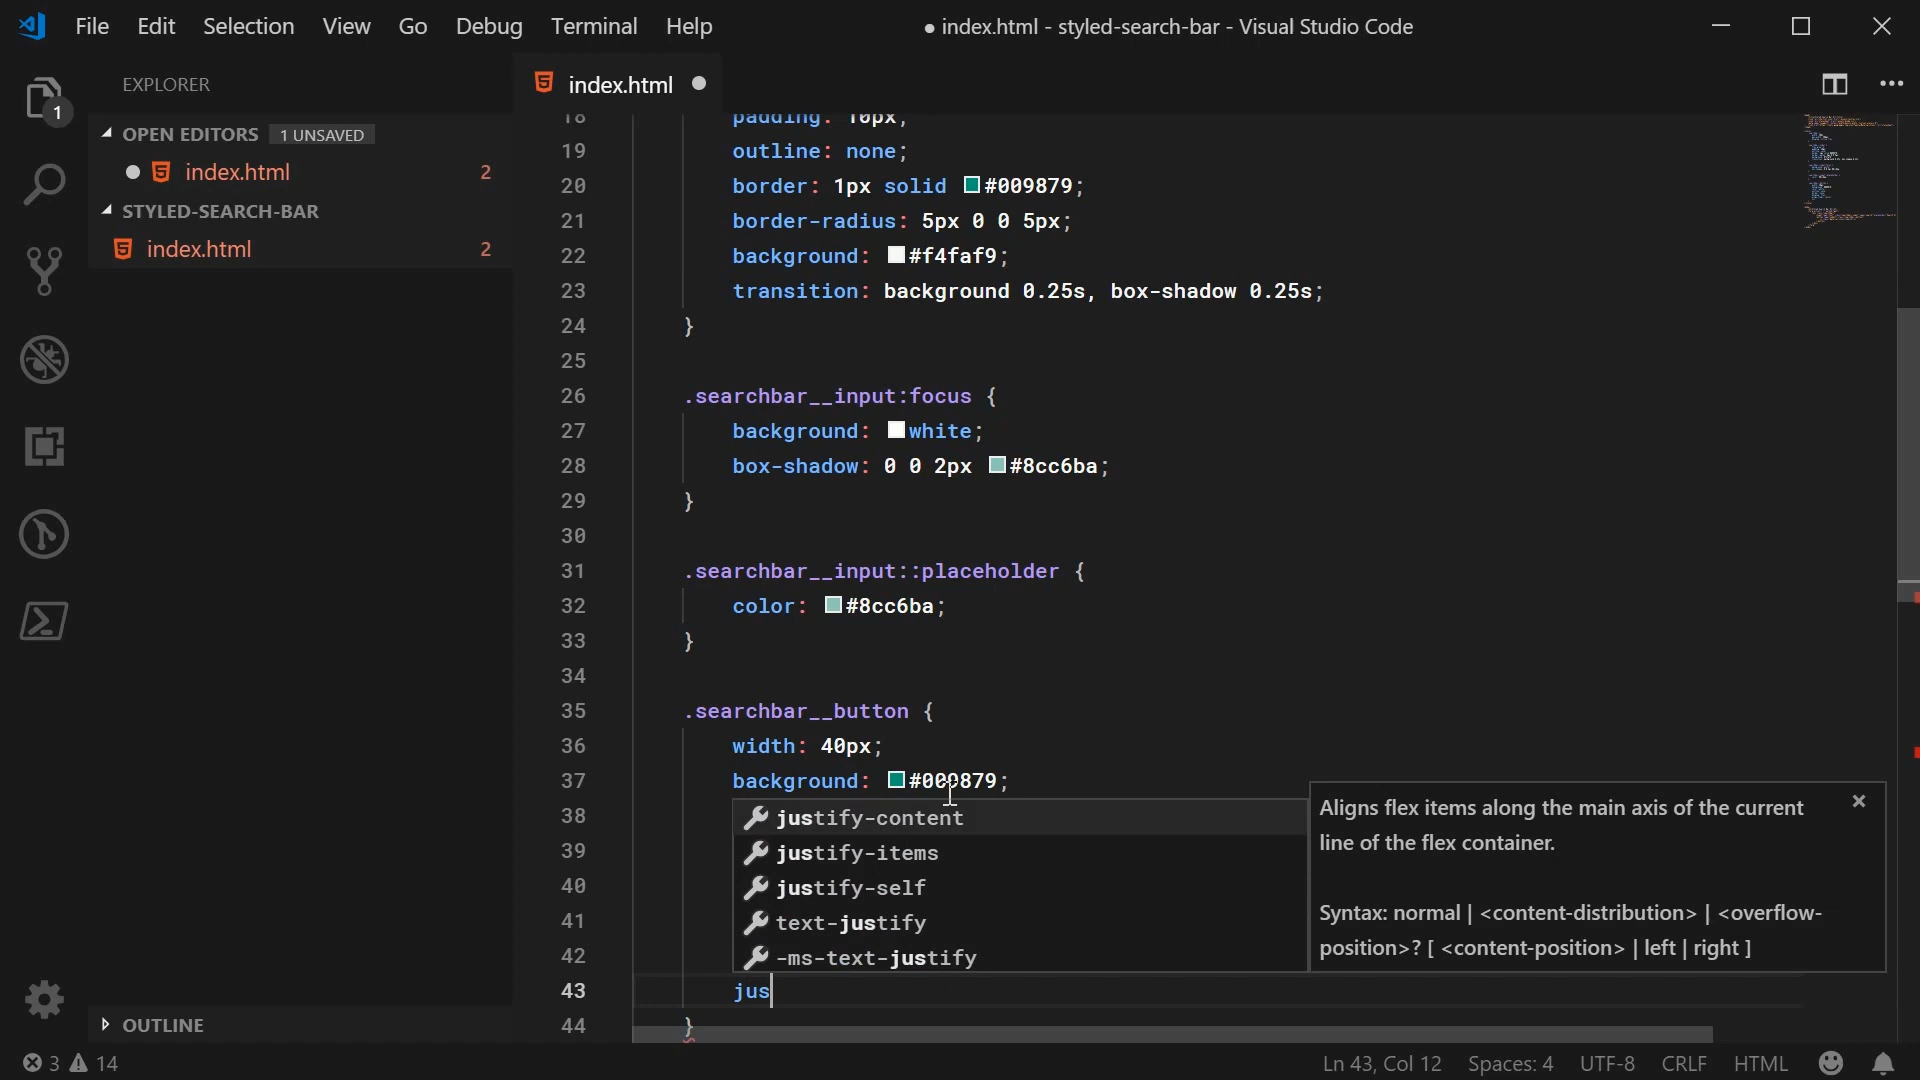 File Edit Selection View Go Debug Terminal Help
● index.html - styled-search-bar - Visual Studio Code
EXPLORER
1
OPEN EDITORS 1 UNSAVED
index.html 2
STYLED-SEARCH-BAR
index.html 2
OUTLINE
index.html
18 padding: 10px;
19 outline: none;
20 border: 1px solid #009879;
21 border-radius: 5px 0 0 5px;
22 background: #f4faf9;
23 transition: background 0.25s, box-shadow 0.25s;
24 }
25
26 .searchbar__input:focus {
27 background: white;
28 box-shadow: 0 0 2px #8cc6ba;
29 }
30
31 .searchbar__input::placeholder {
32 color: #8cc6ba;
33 }
34
35 .searchbar__button {
36 width: 40px;
37 background: #009879;
38
39
40
41
42
43 jus
44 }
justify-content
justify-items
justify-self
text-justify
-ms-text-justify
Aligns flex items along the main axis of the current
line of the flex container.
Syntax: normal | <content-distribution> | <overflow-
position>? [ <content-position> | left | right ]
3 14
Ln 43, Col 12 Spaces: 4 UTF-8 CRLF HTML